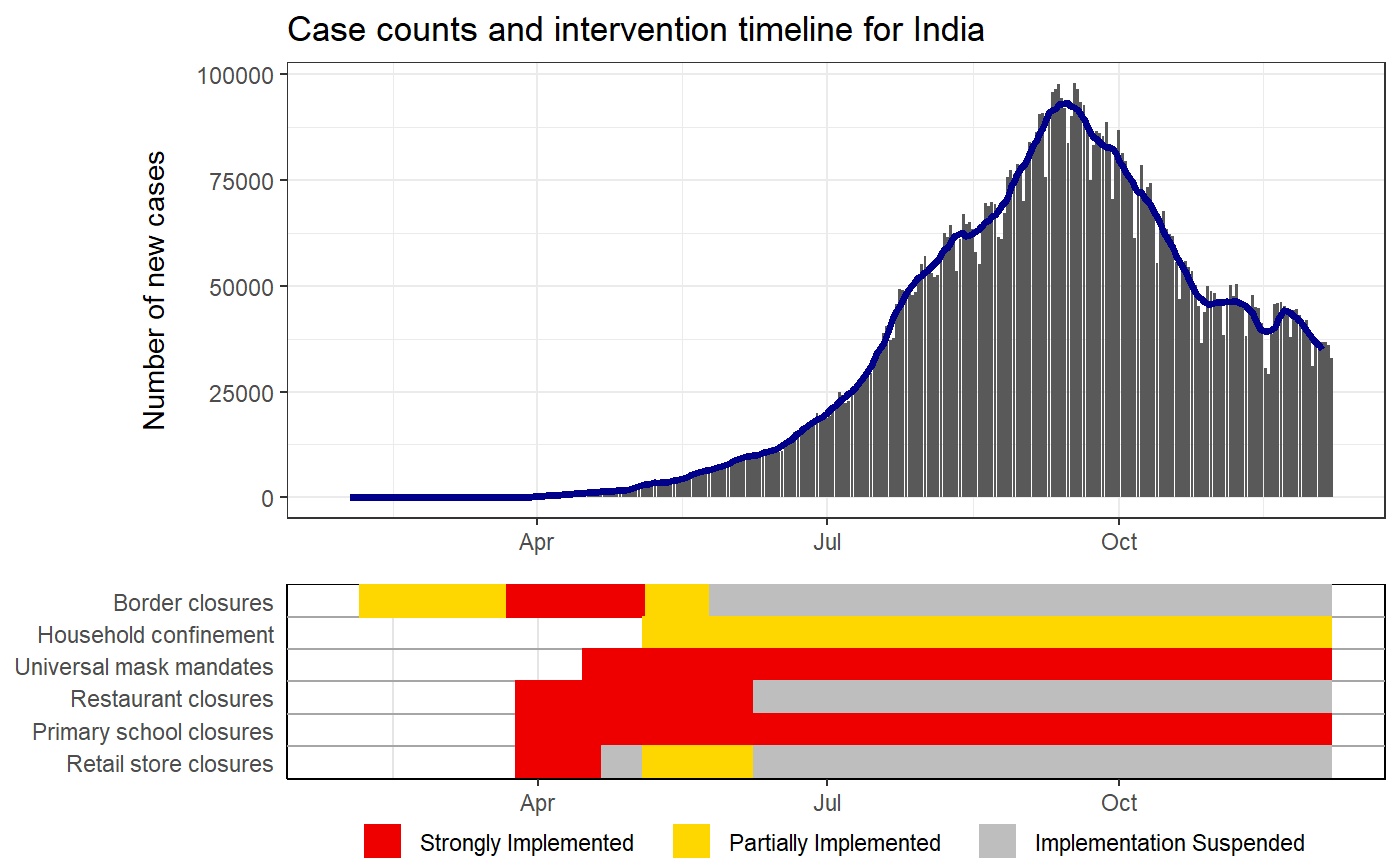 Case counts and intervention timeline for India
Number of new cases
100000
75000
50000
25000
0
Apr Jul Oct
Border closures
Household confinement
Universal mask mandates
Restaurant closures
Primary school closures
Retail store closures
Apr Jul Oct
Strongly Implemented Partially Implemented Implementation Suspended